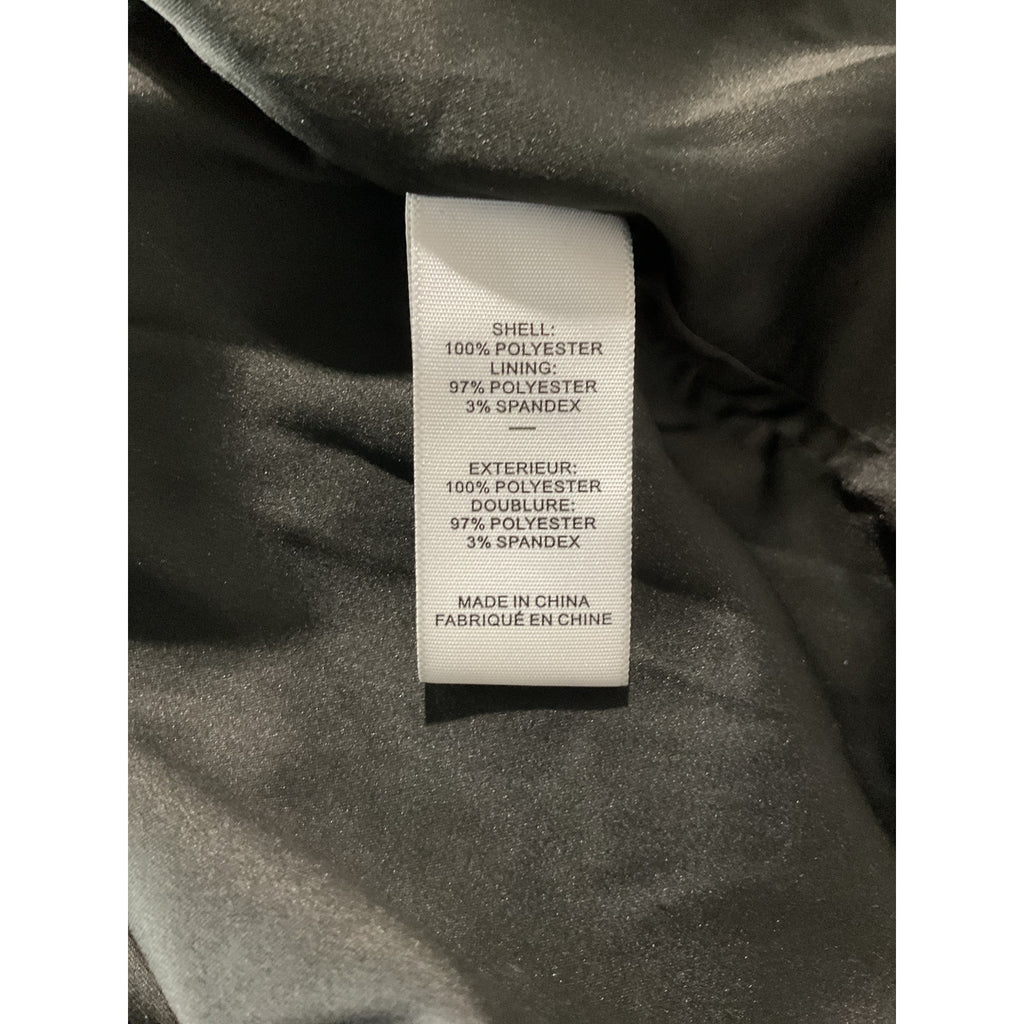 SHELL:
100% POLYESTER
LINING:
97% POLYESTER
3% SPANDEX
—
EXTERIEUR:
100% POLYESTER
DOUBLURE:
97% POLYESTER
3% SPANDEX
MADE IN CHINA
FABRIQUÉ EN CHINE